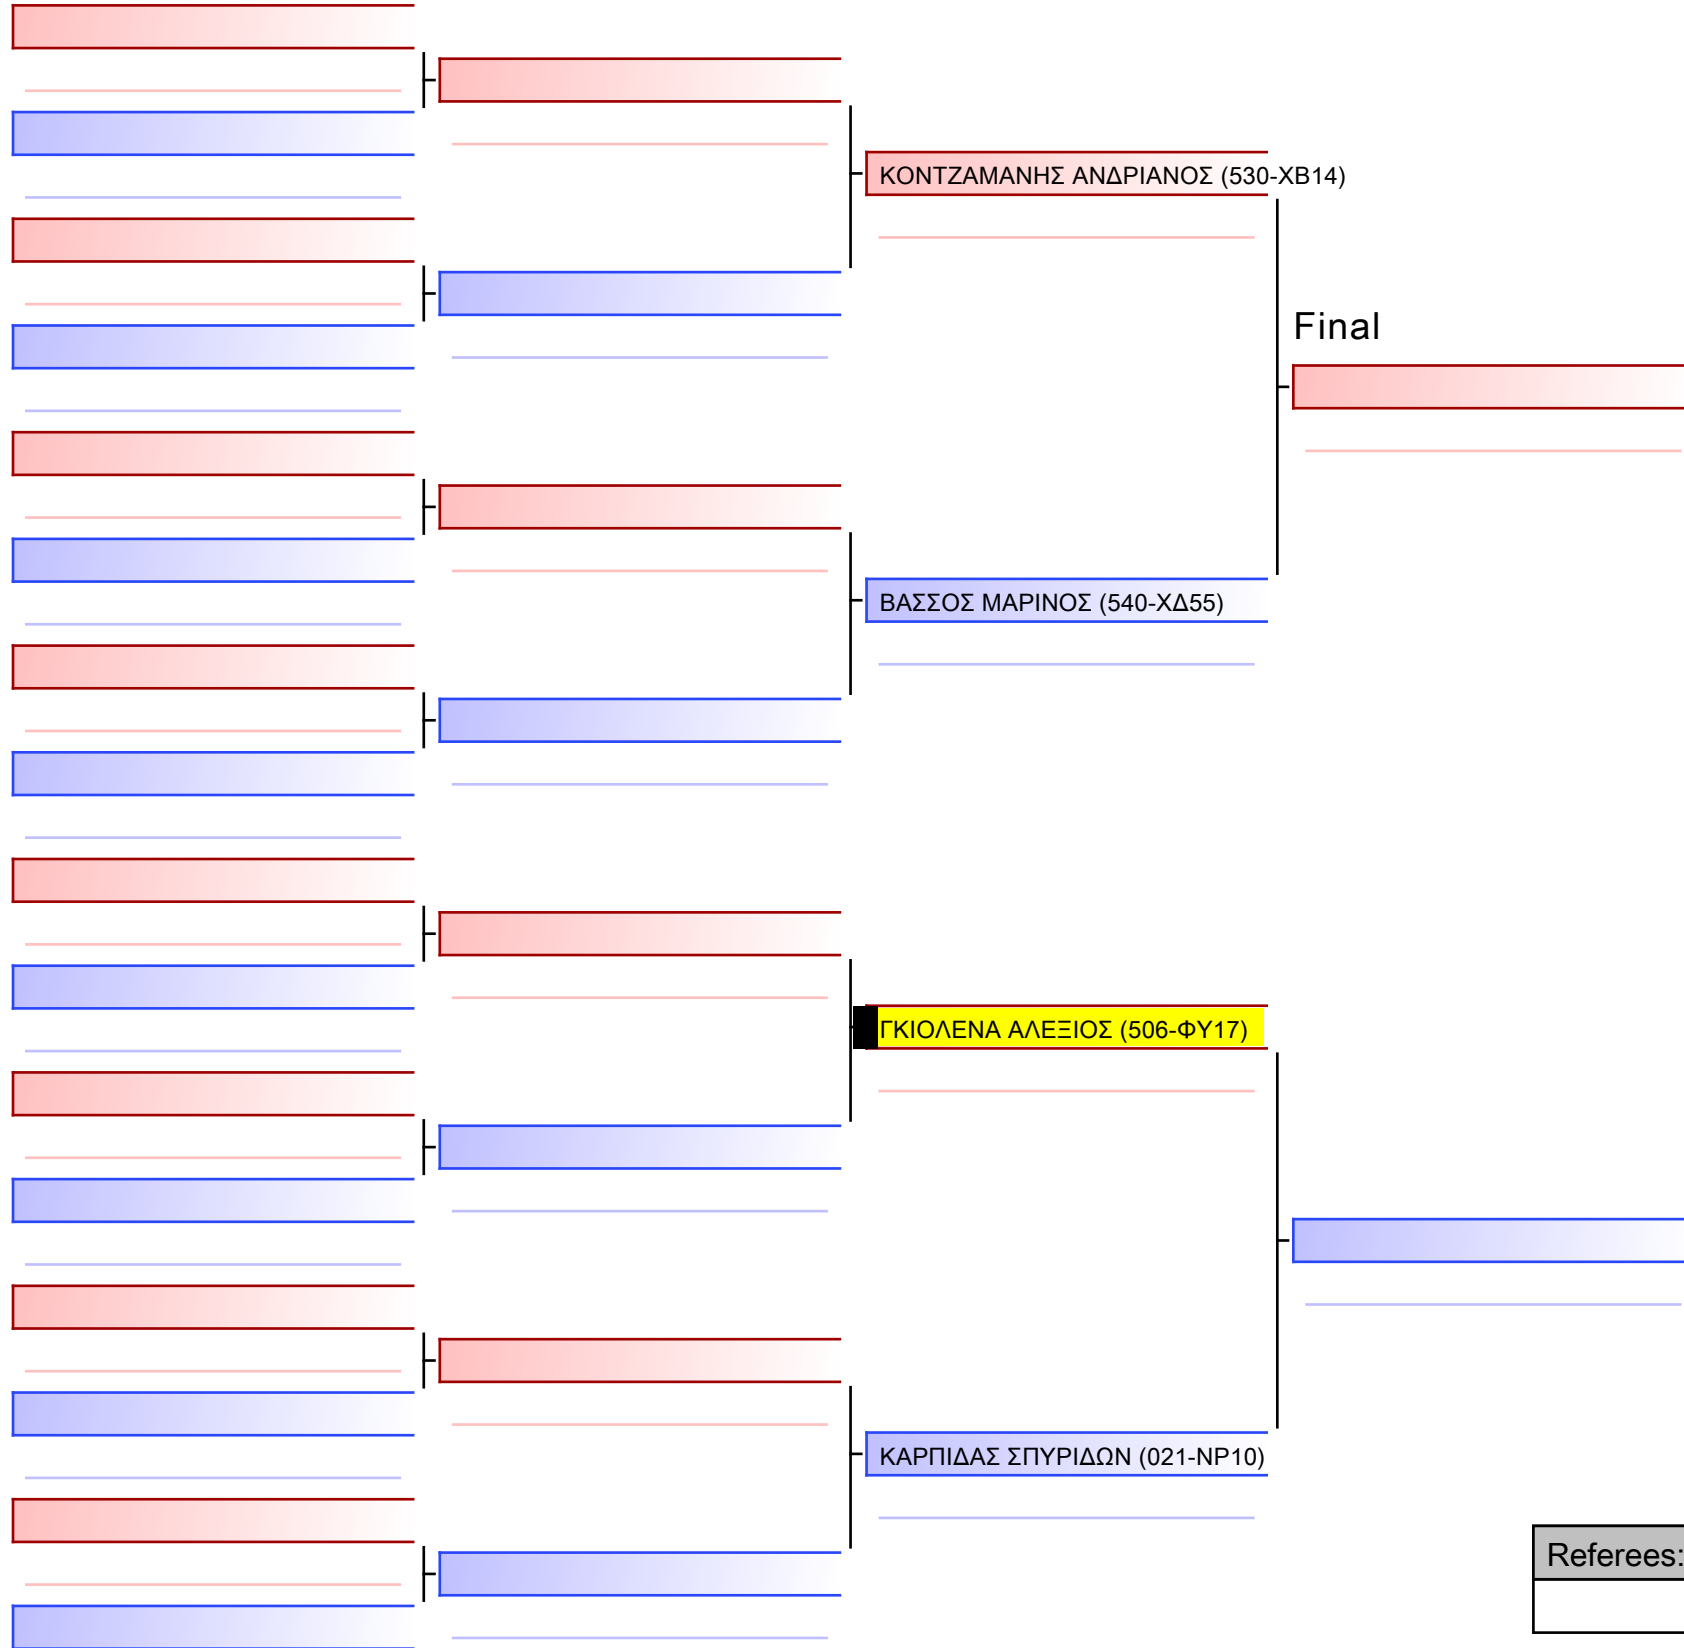 ΚΟΝΤΖΑΜΑΝΗΣ ΑΝΔΡΙΑΝΟΣ (530-ΧΒ14)
Final
ΒΑΣΣΟΣ ΜΑΡΙΝΟΣ (540-ΧΔ55)
ΓΚΙΟΛΕΝΑ ΑΛΕΞΙΟΣ (506-ΦΥ17)
ΚΑΡΠΙΔΑΣ ΣΠΥΡΙΔΩΝ (021-ΝΡ10)
Referees: